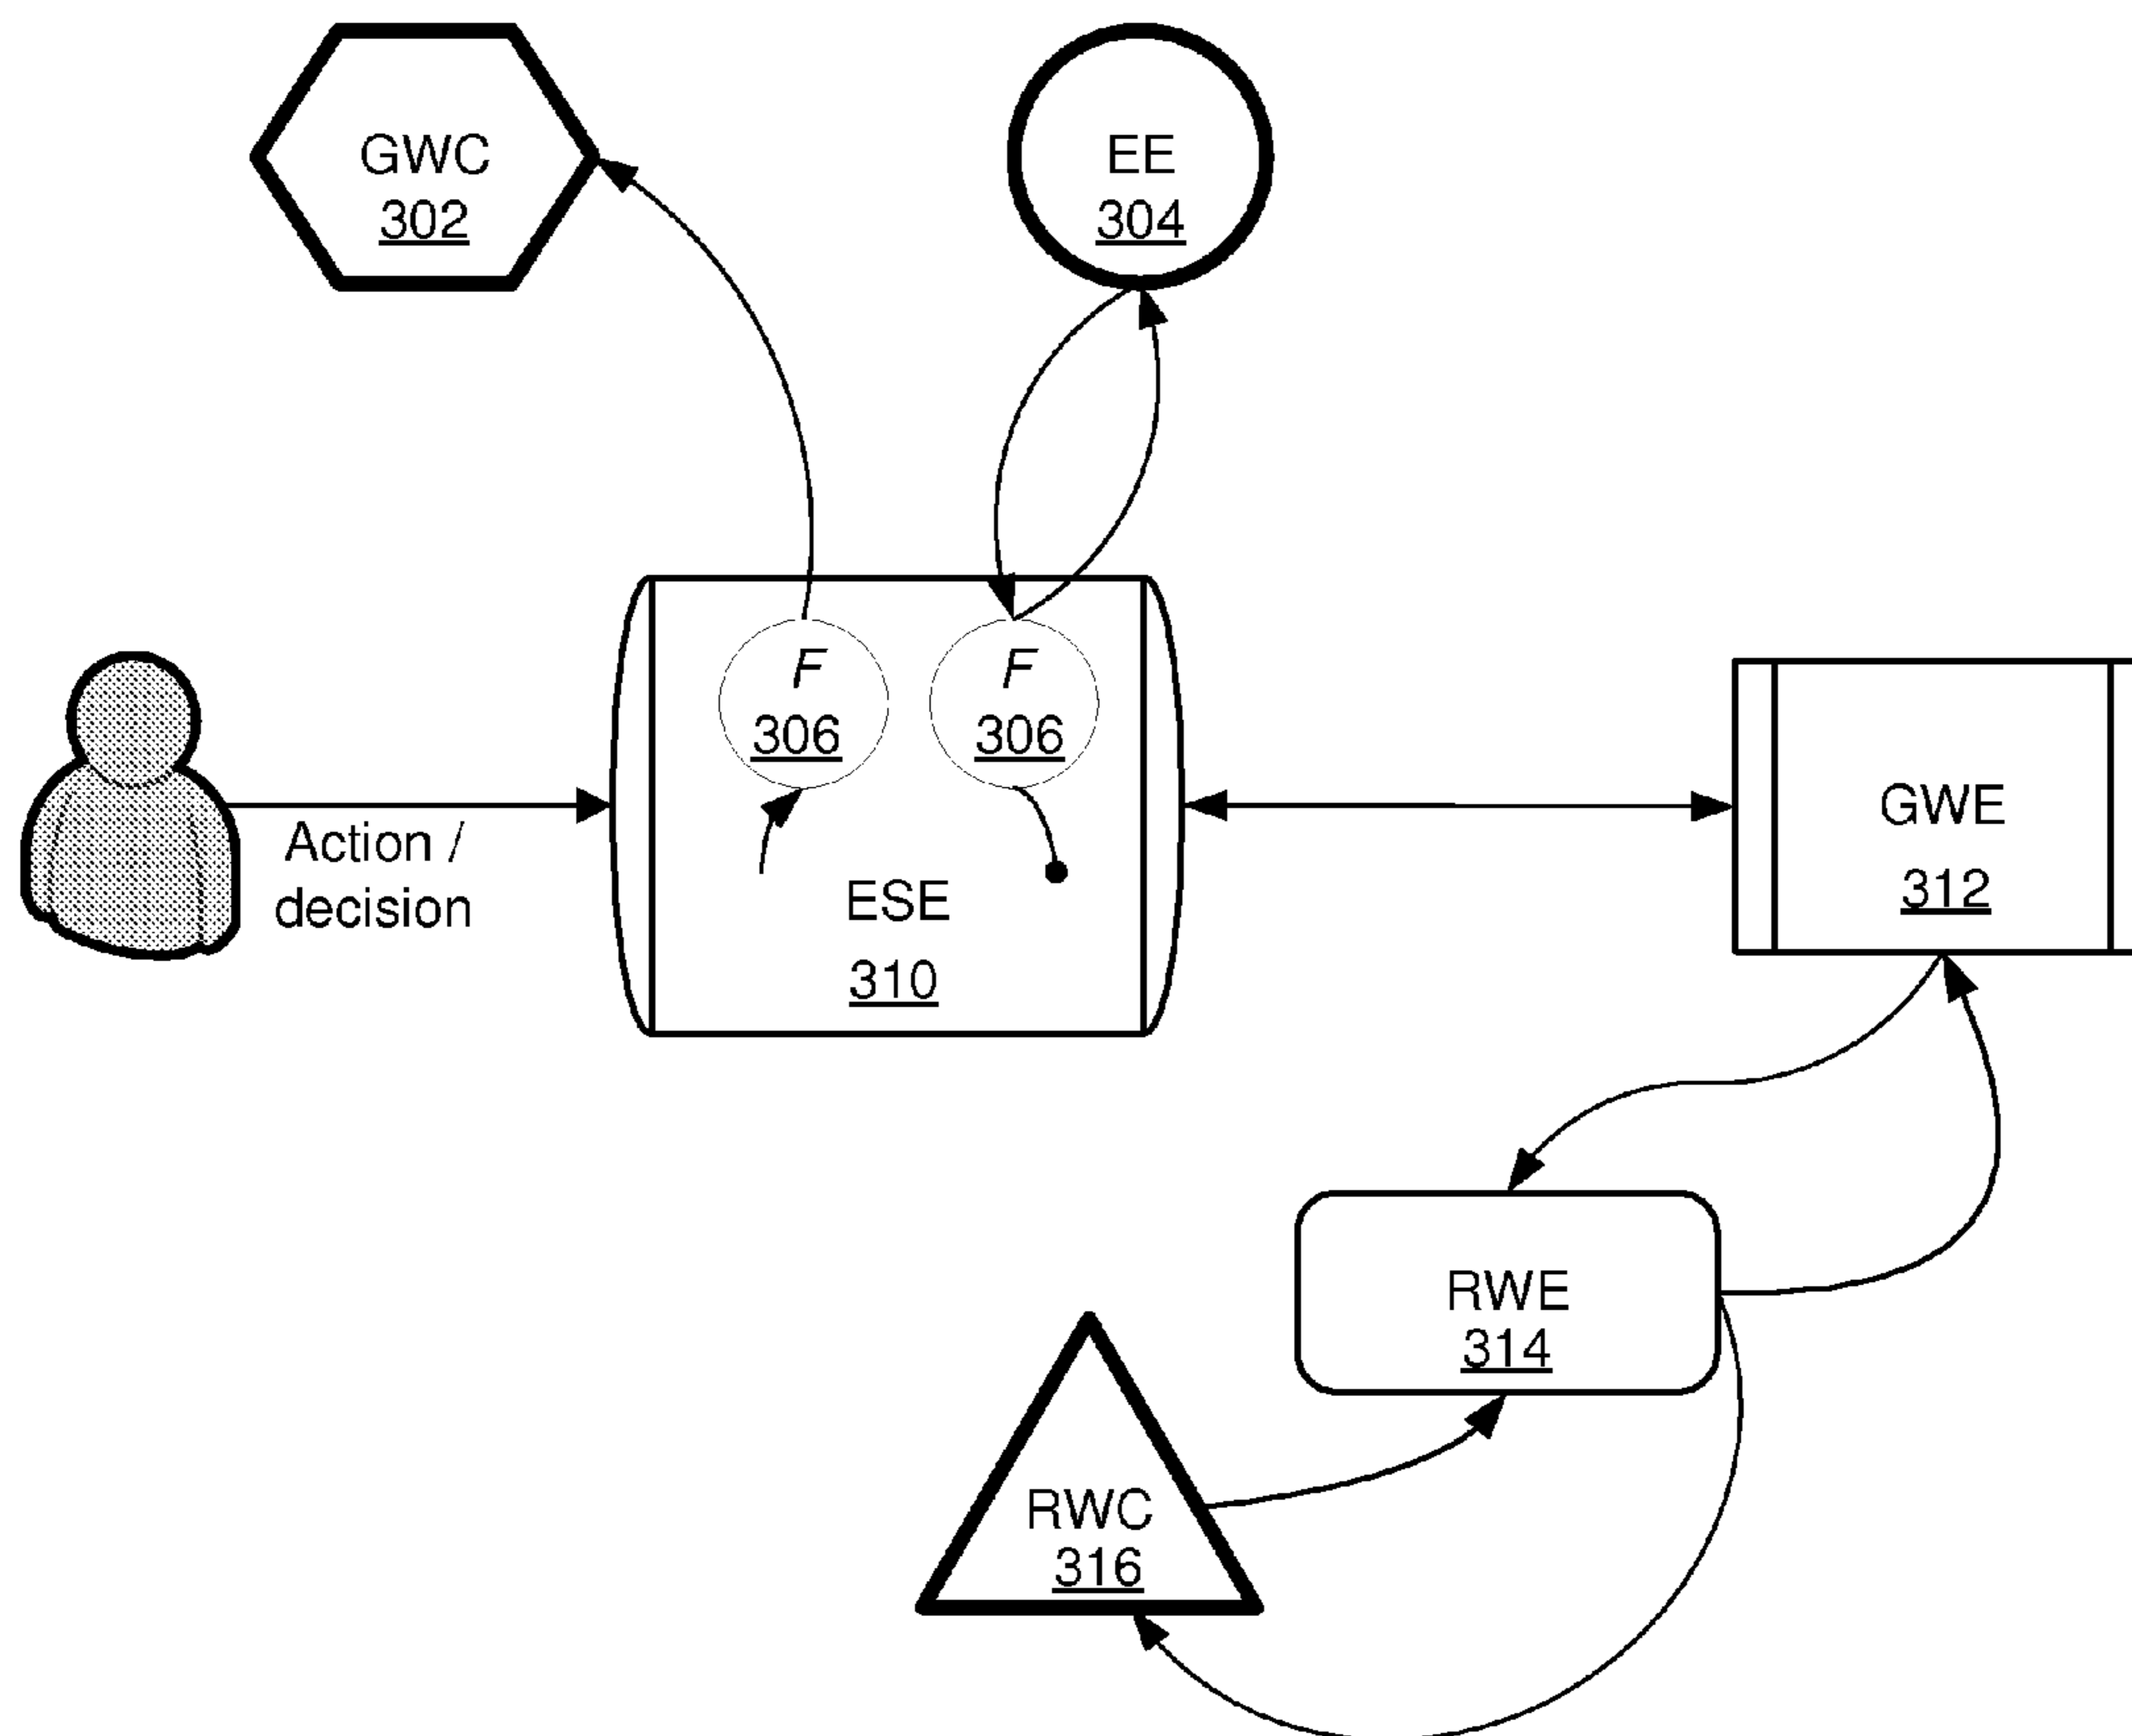 GWC
302
EE
304
F
306
F
306
Action /
decision
ESE
310
GWE
312
RWE
314
RWC
316